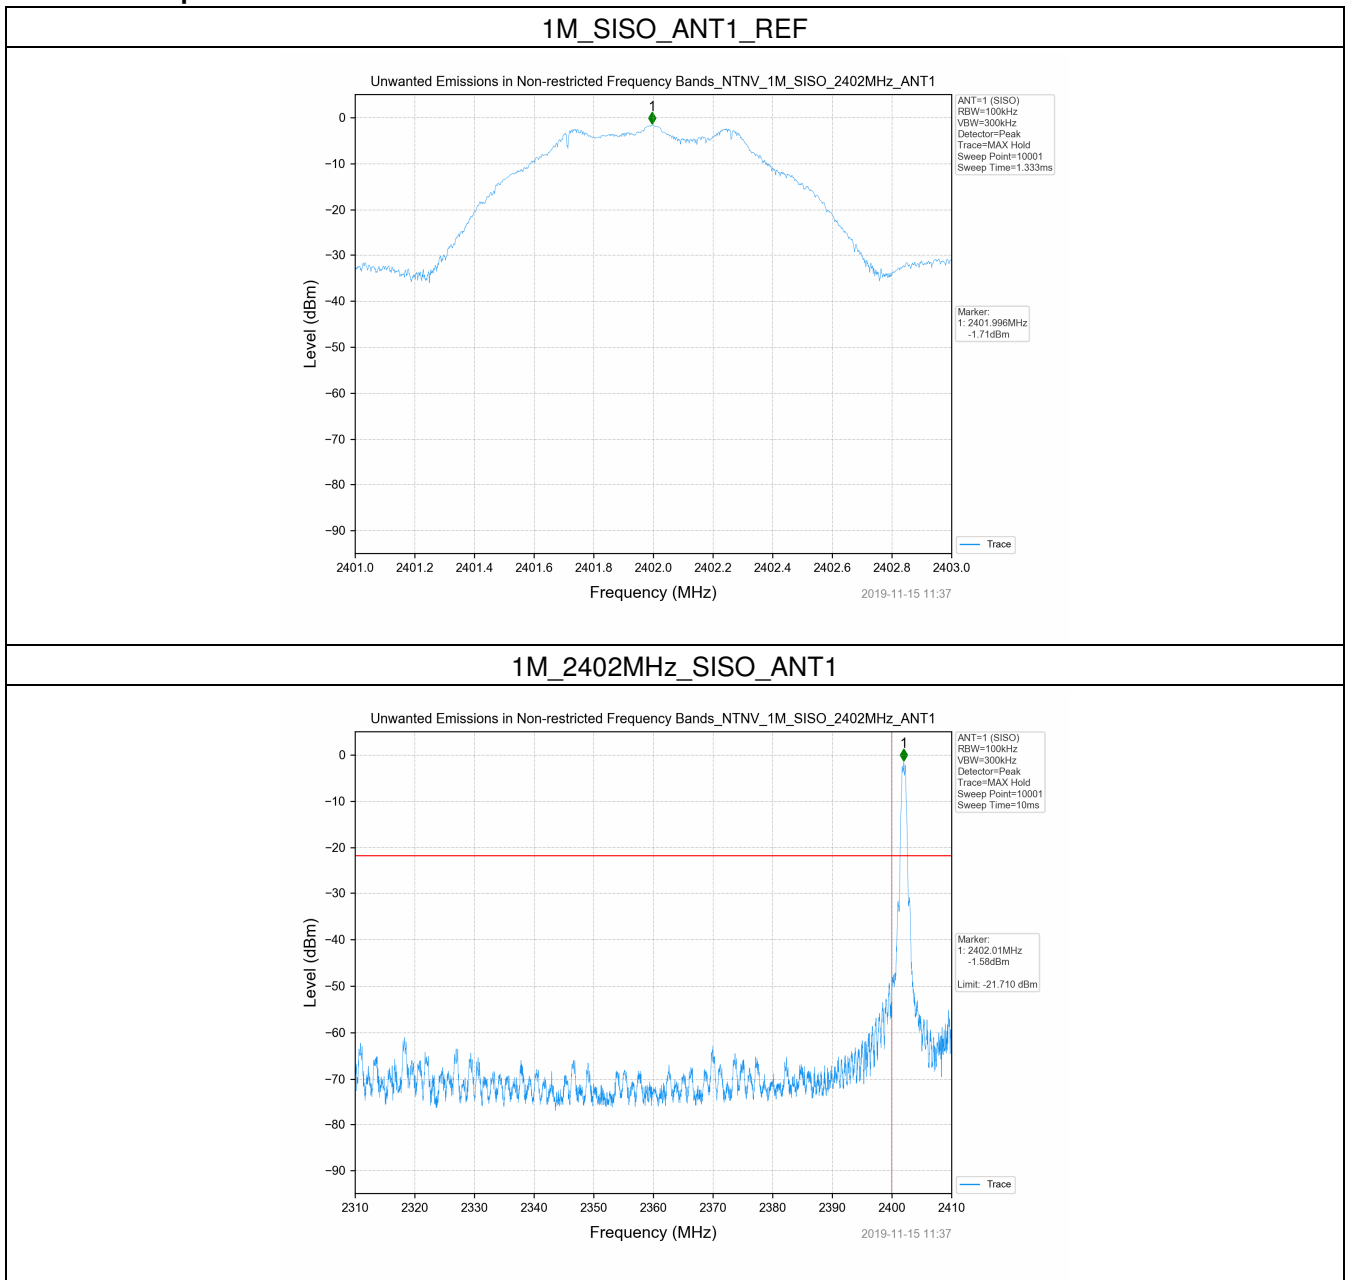 1M_SISO_ANT1_REF
Unwanted Emissions in Non-restricted Frequency Bands_NTNV_1M_SISO_2402MHz_ANT1
ANT=1 (SISO)
RBW=100kHz
VBW=300kHz
Detector=Peak
Trace=MAX Hold
Sweep Point=10001
Sweep Time=1.333ms
1
0
−10
−20
−30
−40
−50
−60
−70
−80
−90
Level (dBm)
Marker:
1: 2401.996MHz
-1.71dBm
Trace
2401.0 2401.2 2401.4 2401.6 2401.8 2402.0 2402.2 2402.4 2402.6 2402.8 2403.0
Frequency (MHz)
2019-11-15 11:37
1M_2402MHz_SISO_ANT1
Unwanted Emissions in Non-restricted Frequency Bands_NTNV_1M_SISO_2402MHz_ANT1
ANT=1 (SISO)
RBW=100kHz
VBW=300kHz
Detector=Peak
Trace=MAX Hold
Sweep Point=10001
Sweep Time=10ms
1
0
−10
−20
−30
−40
−50
−60
−70
−80
−90
Level (dBm)
Marker:
1: 2402.01MHz
-1.58dBm
Limit: -21.710 dBm
Trace
2310 2320 2330 2340 2350 2360 2370 2380 2390 2400 2410
Frequency (MHz)
2019-11-15 11:37